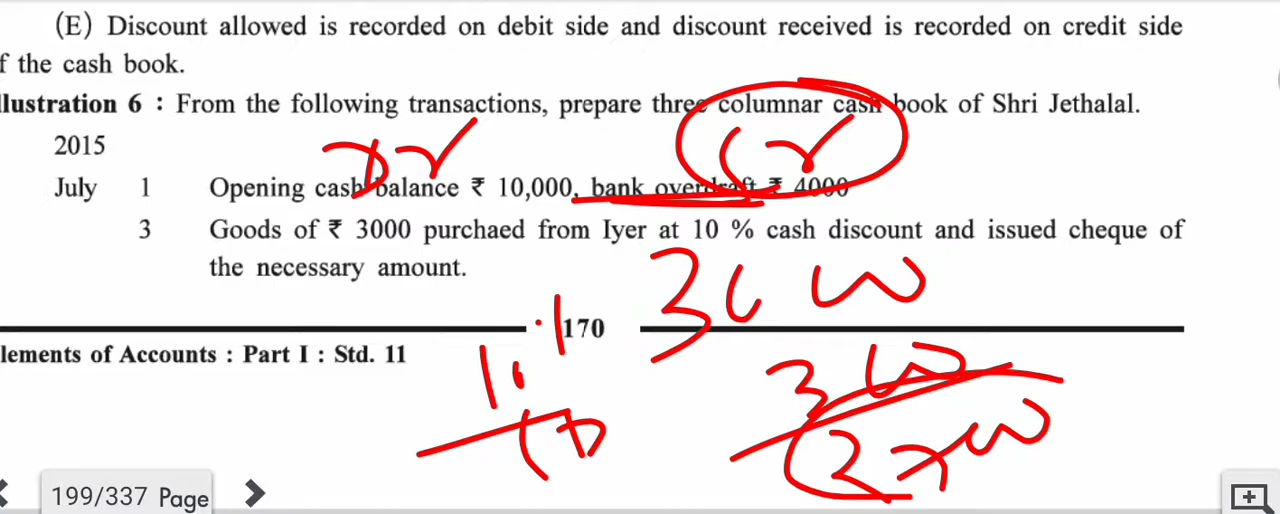 (E) Discount allowed is recorded on debit side and discount received is recorded on credit side
f the cash book.
llustration 6 : From the following transactions, prepare three columnar cash book of Shri Jethalal.
2015
July 1 Opening cash balance ₹ 10,000, bank overdraft ₹ 4000
3 Goods of ₹ 3000 purchaed from Iyer at 10 % cash discount and issued cheque of
the necessary amount.
170
lements of Accounts : Part I : Std. 11
199/337 Page